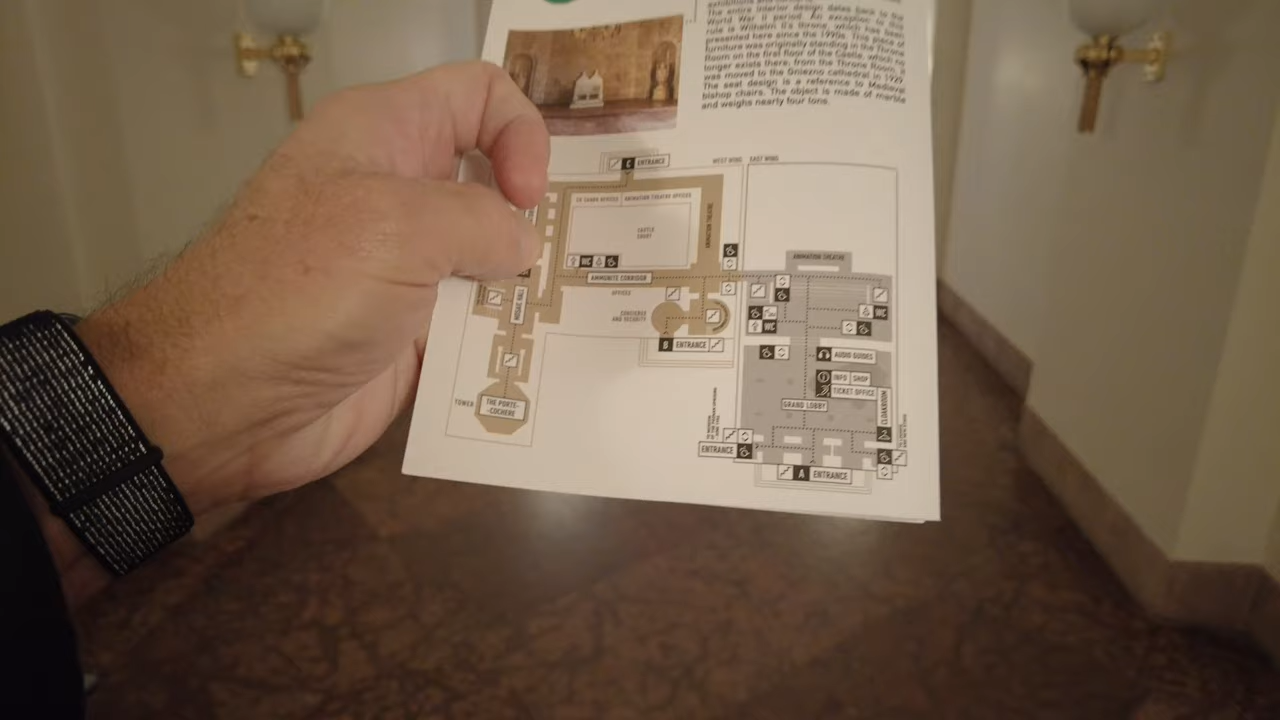 The entire interior design dates back to the
World War II period. An exception to this
rule is Wilhelm II's throne, which has been
presented here since the 1990s. This piece of
furniture was originally standing in the Throne
Room on the first floor of the Castle, which no
longer exists there, from the Throne Room, it
was moved to the Gniezno cathedral in 1929.
The seat design is a reference to Medieval
bishop chairs. The object is made of marble
and weighs nearly four tons.
C ENTRANCE
WEST WING EAST WING
ANIMATION THEATRE OFFICES
CASTLE
COURT
ANIMATION THEATRE
ANIMATION THEATRE
WC
AMMONITE CORRIDOR
OFFICES
MOSAIC HALL
CONCIERGE
AND SECURITY
WC
WC
B ENTRANCE
AUDIO GUIDES
INFO SHOP
TICKET OFFICE
GRAND LOBBY
CLOAKROOM
TOWER
THE PORTE-
-COCHERE
ENTRANCE
A ENTRANCE